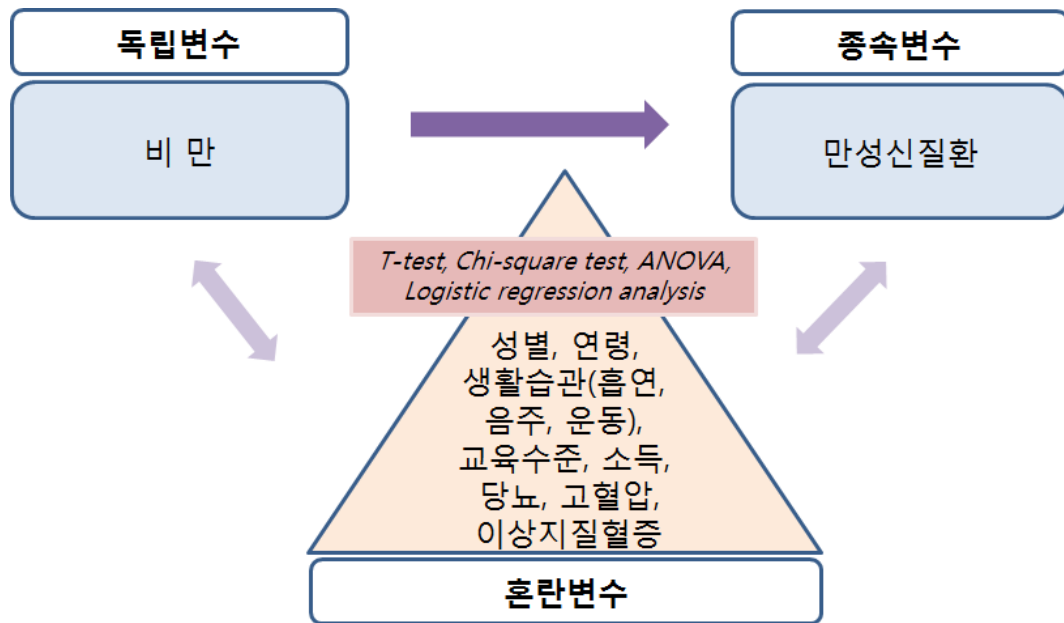 독립변수
종속변수
비 만
만성신질환
T-test, Chi-square test, ANOVA,
Logistic regression analysis
성별, 연령,
생활습관(흡연,
음주, 운동),
교육수준, 소득,
당뇨, 고혈압,
이상지질혈증
혼란변수